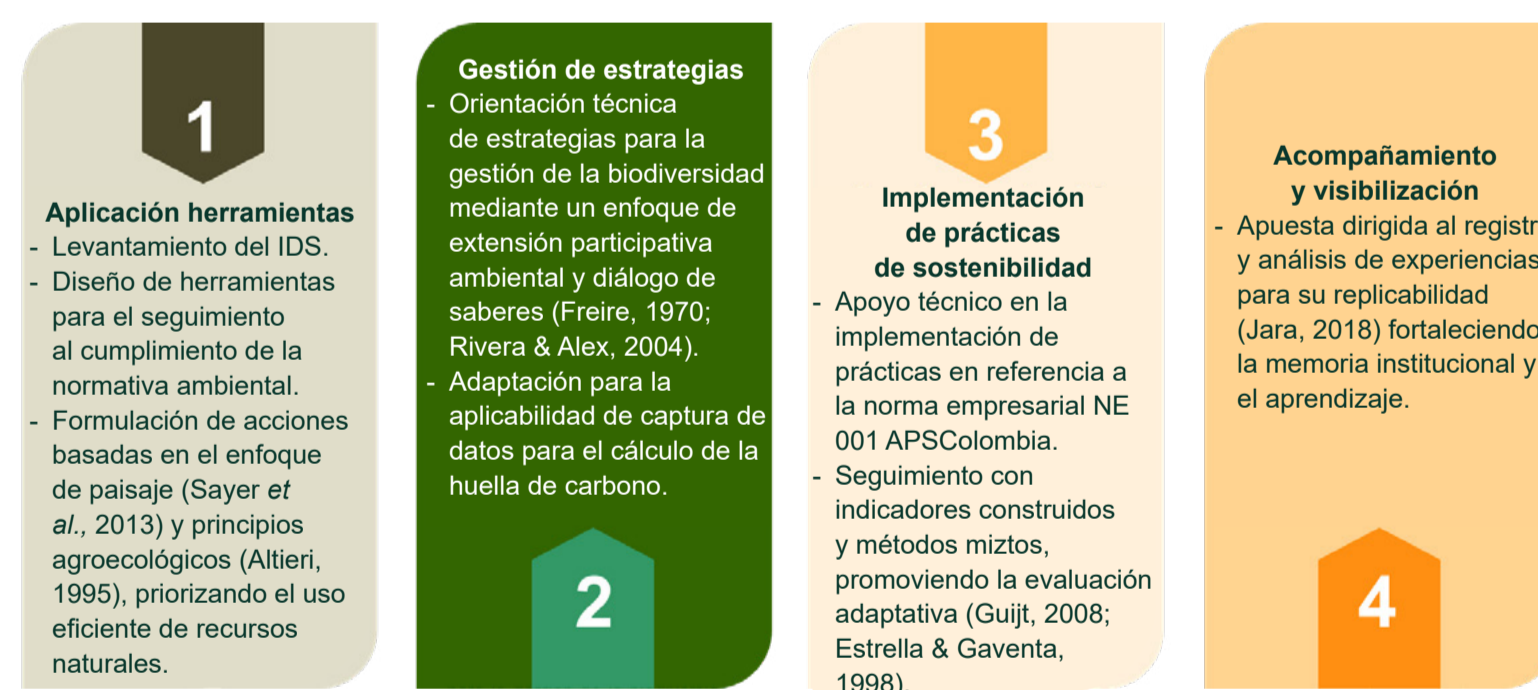 1
Aplicación herramientas
- Levantamiento del IDS.
- Diseño de herramientas
para el seguimiento
al cumplimiento de la
normativa ambiental.
- Formulación de acciones
basadas en el enfoque
de paisaje (Sayer et
al., 2013) y principios
agroecológicos (Altieri,
1995), priorizando el uso
eficiente de recursos
naturales.
Gestión de estrategias
- Orientación técnica
de estrategias para la
gestión de la biodiversidad
mediante un enfoque de
extensión participativa
ambiental y diálogo de
saberes (Freire, 1970;
Rivera & Alex, 2004).
- Adaptación para la
aplicabilidad de captura de
datos para el cálculo de la
huella de carbono.
2
3
Implementación
de prácticas
de sostenibilidad
- Apoyo técnico en la
implementación de
prácticas en referencia a
la norma empresarial NE
001 APSColombia.
- Seguimiento con
indicadores construidos
y métodos miztos,
promoviendo la evaluación
adaptativa (Guijt, 2008;
Estrella & Gaventa,
1998).
Acompañamiento
y visibilización
- Apuesta dirigida al registr
y análisis de experiencias
para su replicabilidad
(Jara, 2018) fortaleciendo
la memoria institucional y
el aprendizaje.
4